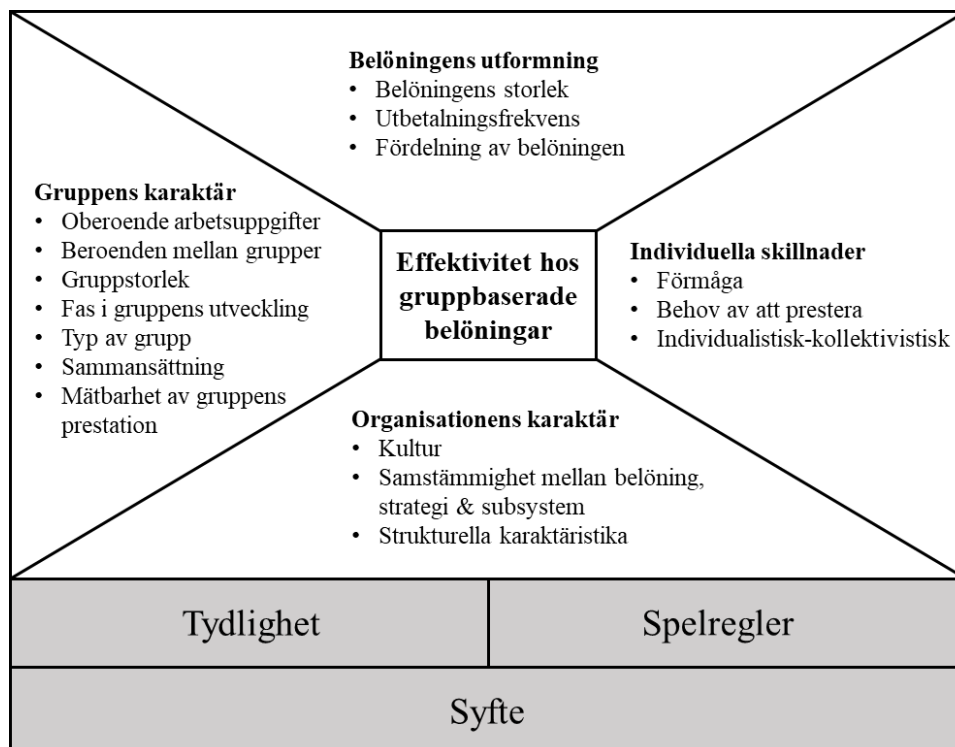 Belöningens utformning
• Belöningens storlek
• Utbetalningsfrekvens
• Fördelning av belöningen
Gruppens karaktär
• Oberoende arbetsuppgifter
• Beroenden mellan grupper
• Gruppstorlek
• Fas i gruppens utveckling
• Typ av grupp
• Sammansättning
• Mätbarhet av gruppens
prestation
Effektivitet hos
gruppbaserade
belöningar
Individuella skillnader
• Förmåga
• Behov av att prestera
• Individualistisk-kollektivistisk
Organisationens karaktär
• Kultur
• Samstämmighet mellan belöning,
strategi & subsystem
• Strukturella karaktäristika
Tydlighet
Spelregler
Syfte